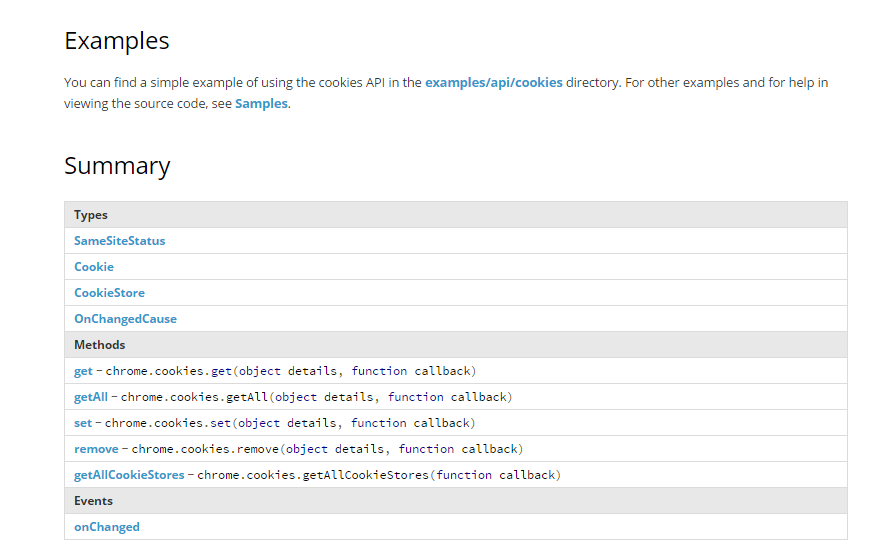 Examples
You can find a simple example of using the cookies API in the examples/api/cookies directory. For other examples and for help in
viewing the source code, see Samples.
Summary
Types
SameSiteStatus
Cookie
CookieStore
OnChangedCause
Methods
get − chrome.cookies.get(object details, function callback)
getAll − chrome.cookies.getAll(object details, function callback)
set − chrome.cookies.set(object details, function callback)
remove − chrome.cookies.remove(object details, function callback)
getAllCookieStores − chrome.cookies.getAllCookieStores(function callback)
Events
onChanged